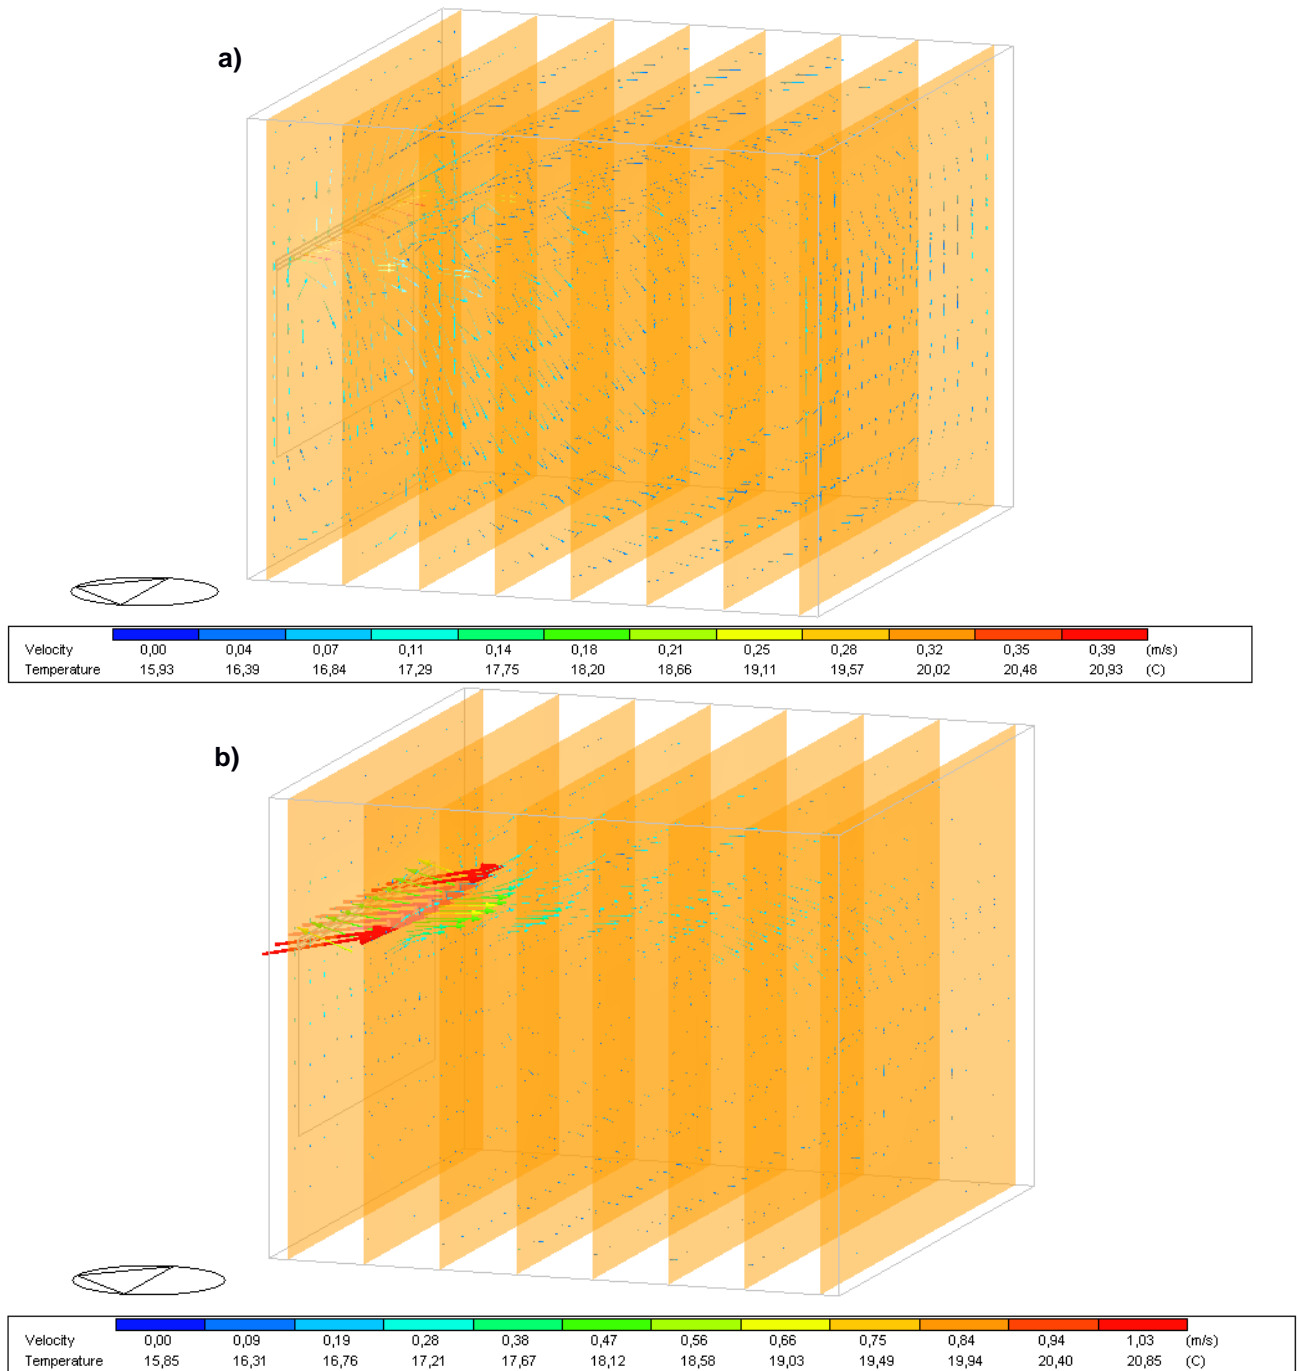 a)
Velocity 0,00 0,04 0,07 0,11 0,14 0,18 0,21 0,25 0,28 0,32 0,35 0,39 (m/s)
Temperature 15,93 16,39 16,84 17,29 17,75 18,20 18,66 19,11 19,57 20,02 20,48 20,93 (C)
b)
Velocity 0,00 0,09 0,19 0,28 0,38 0,47 0,56 0,66 0,75 0,84 0,94 1,03 (m/s)
Temperature 15,85 16,31 16,76 17,21 17,67 18,12 18,58 19,03 19,49 19,94 20,40 20,85 (C)